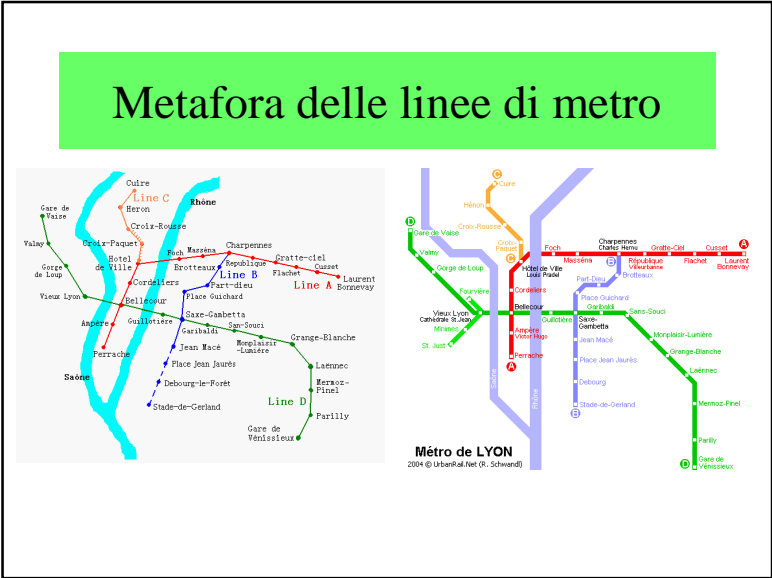 Metafora delle linee di metro
Cuire
Line C
Rhône
Gare de
Vaise
Heron
Croix-Rousse
Valmy
Croix-Paquet
Foch
Masséna
Charpennes
Gorge
de Loup
Hotel
de Ville
Brotteaux
Republique
Gratte-ciel
Flachet
Cusset
Line B
Laurent
Bonnevay
Cordeliers
Part-dieu
Line A
Vieux Lyon
Bellecour
Place Guichard
Ampère
Guillotière
Saxe-Gambetta
Garibaldi
San-Souci
Monplaisir
-Lumière
Grange-Blanche
Perrache
Jean Macé
Place Jean Jaurès
Laënnec
Saône
Debourg-le-Forêt
Mermoz-
Pinel
Stade-de-Gerland
Line D
Parilly
Gare de
Vénissieux
C
Cuire
Hénon
D
Gare de Vaise
Croix-Rousse
Croix-
Paquet
C
Valmy
Gorge de Loup
Hôtel de Ville
Louis Pradel
Foch
Masséna
Charpennes
Charles Hernu
B
République
Villeurbanne
Gratte-Ciel
Flachet
Cusset
A
Laurent
Bonnevay
Brotteaux
Part-Dieu
Place Guichard
Fourvière
Cordeliers
Vieux Lyon
Cathédrale St.Jean
Bellecour
Guillotière
Saxe-
Gambetta
Garibaldi
Sans-Souci
Minimes
St. Just
Ampère
Victor Hugo
Perrache
A
Jean Macé
Place Jean Jaurès
Debourg
Stade-de-Gerland
B
Monplaisir-Lumière
Grange-Blanche
Laënnec
Mermoz-Pinel
Parilly
D
Gare de
Vénissieux
Saône
Rhône
Métro de LYON
2004 © UrbanRail.Net (R. Schwandl)